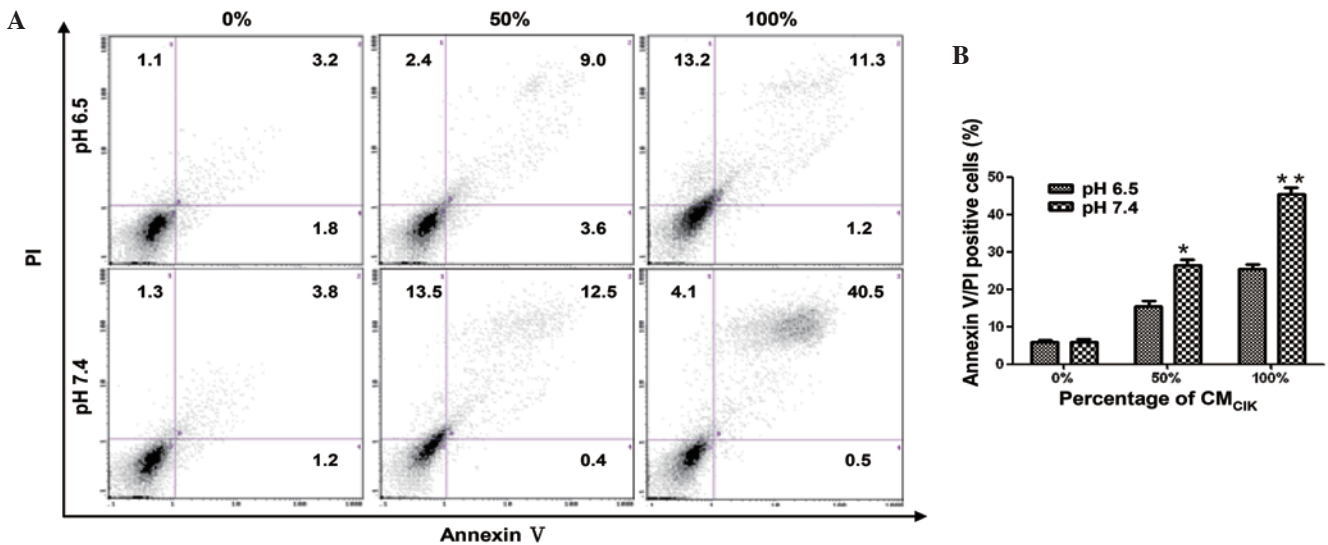 A
0% 50% 100%
pH 6.5
1.1 3.2
1.8
2.4 9.0
3.6
13.2 11.3
1.2
pH 7.4
1.3 3.8
1.2
13.5 12.5
0.4
4.1 40.5
0.5
PI
Annexin V
B
Annexin V/PI positive cells (%)
50
40
30
20
10
0
pH 6.5
pH 7.4
*
**
0% 50% 100%
Percentage of CM_CIK